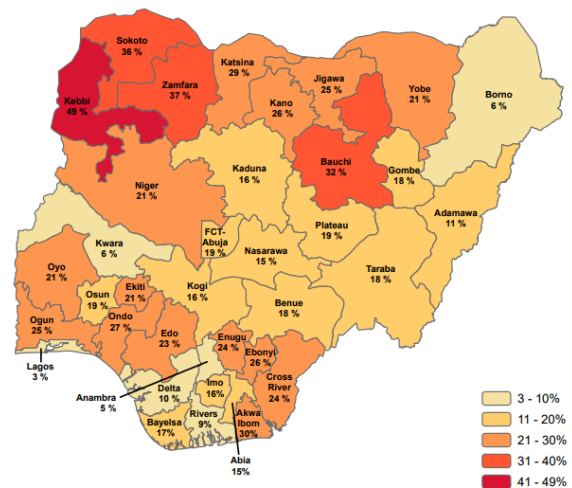 Sokoto
36 %
Katsina
29 %
Jigawa
25 %
Yobe
21 %
Borno
6 %
Zamfara
37 %
Kebbi
49 %
Kano
26 %
Bauchi
32 %
Gombe
18 %
Kaduna
16 %
Niger
21 %
Adamawa
11 %
Plateau
19 %
FCT-
Abuja
19 %
Kwara
6 %
Nasarawa
15 %
Taraba
18 %
Oyo
21 %
Kogi
16 %
Benue
18 %
Osun
19 %
Ekiti
21 %
Ogun
25 %
Ondo
27 %
Edo
23 %
Enugu
24 %
Ebonyi
26 %
Lagos
3 %
Cross
River
24 %
Anambra
5 %
Delta
10 %
Imo
16%
Rivers
9%
Akwa
Ibom
30%
Bayelsa
17%
Abia
15%
3 - 10%
11 - 20%
21 - 30%
31 - 40%
41 - 49%